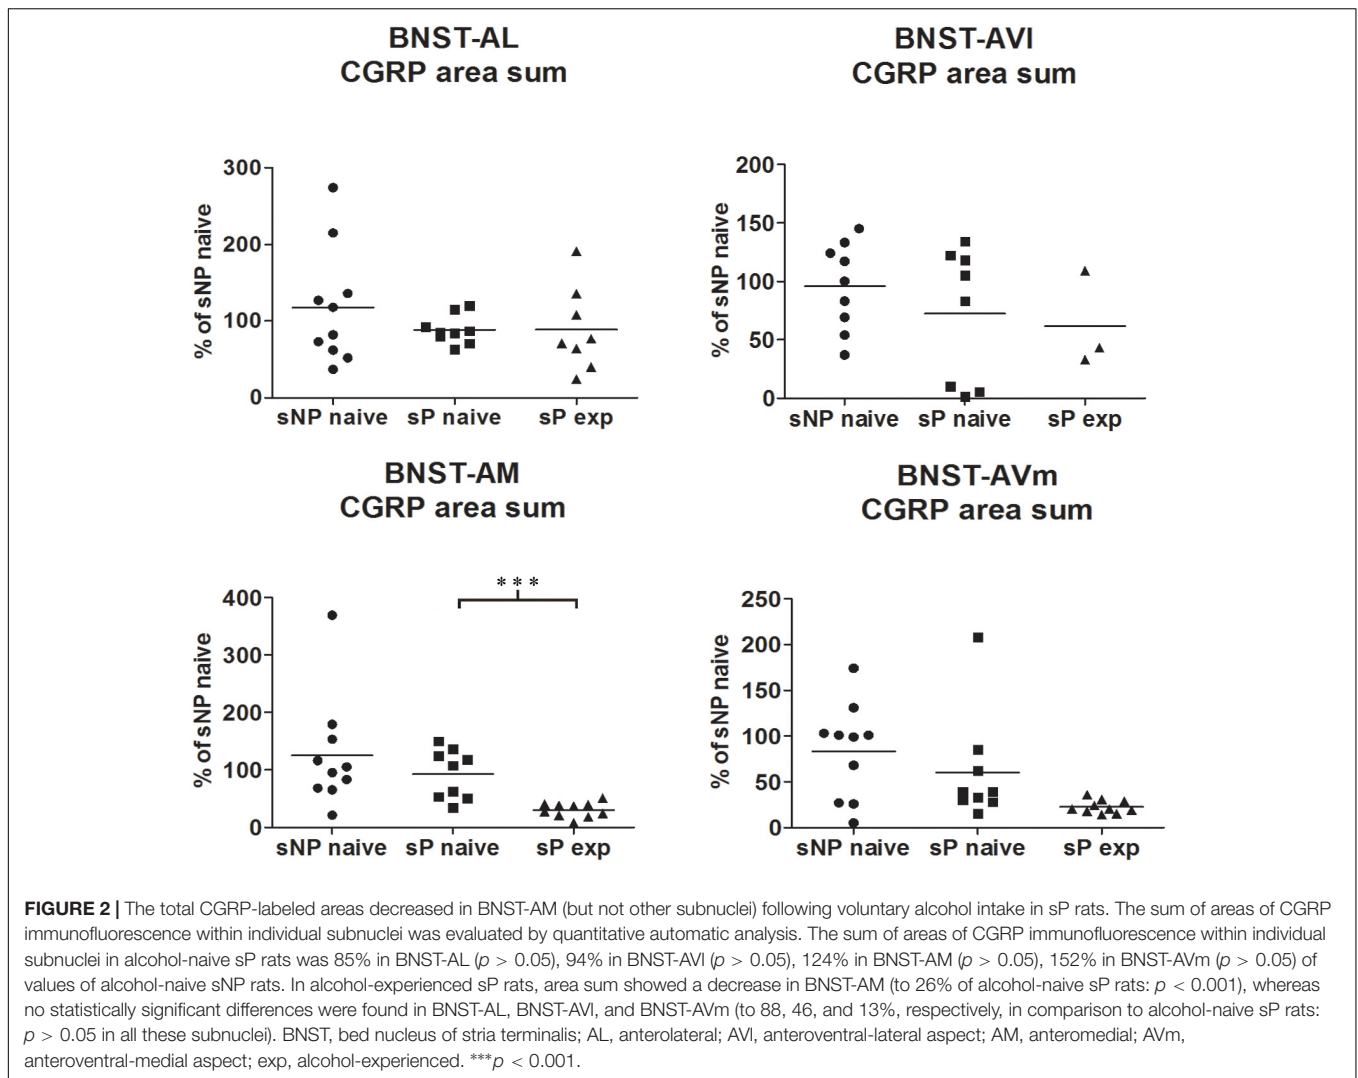 BNST-AL
CGRP area sum
% of sNP naive
300
200
100
0
sNP naive sP naive sP exp
BNST-AVl
CGRP area sum
% of sNP naive
200
150
100
50
0
sNP naive sP naive sP exp
BNST-AM
CGRP area sum
% of sNP naive
400
300
200
100
0
***
sNP naive sP naive sP exp
BNST-AVm
CGRP area sum
% of sNP naive
250
200
150
100
50
0
sNP naive sP naive sP exp
FIGURE 2 | The total CGRP-labeled areas decreased in BNST-AM (but not other subnuclei) following voluntary alcohol intake in sP rats. The sum of areas of CGRP
immunofluorescence within individual subnuclei was evaluated by quantitative automatic analysis. The sum of areas of CGRP immunofluorescence within individual
subnuclei in alcohol-naive sP rats was 85% in BNST-AL (p > 0.05), 94% in BNST-AVl (p > 0.05), 124% in BNST-AM (p > 0.05), 152% in BNST-AVm (p > 0.05) of
values of alcohol-naive sNP rats. In alcohol-experienced sP rats, area sum showed a decrease in BNST-AM (to 26% of alcohol-naive sP rats: p < 0.001), whereas
no statistically significant differences were found in BNST-AL, BNST-AVl, and BNST-AVm (to 88, 46, and 13%, respectively, in comparison to alcohol-naive sP rats:
p > 0.05 in all these subnuclei). BNST, bed nucleus of stria terminalis; AL, anterolateral; AVl, anteroventral-lateral aspect; AM, anteromedial; AVm,
anteroventral-medial aspect; exp, alcohol-experienced. ***p < 0.001.